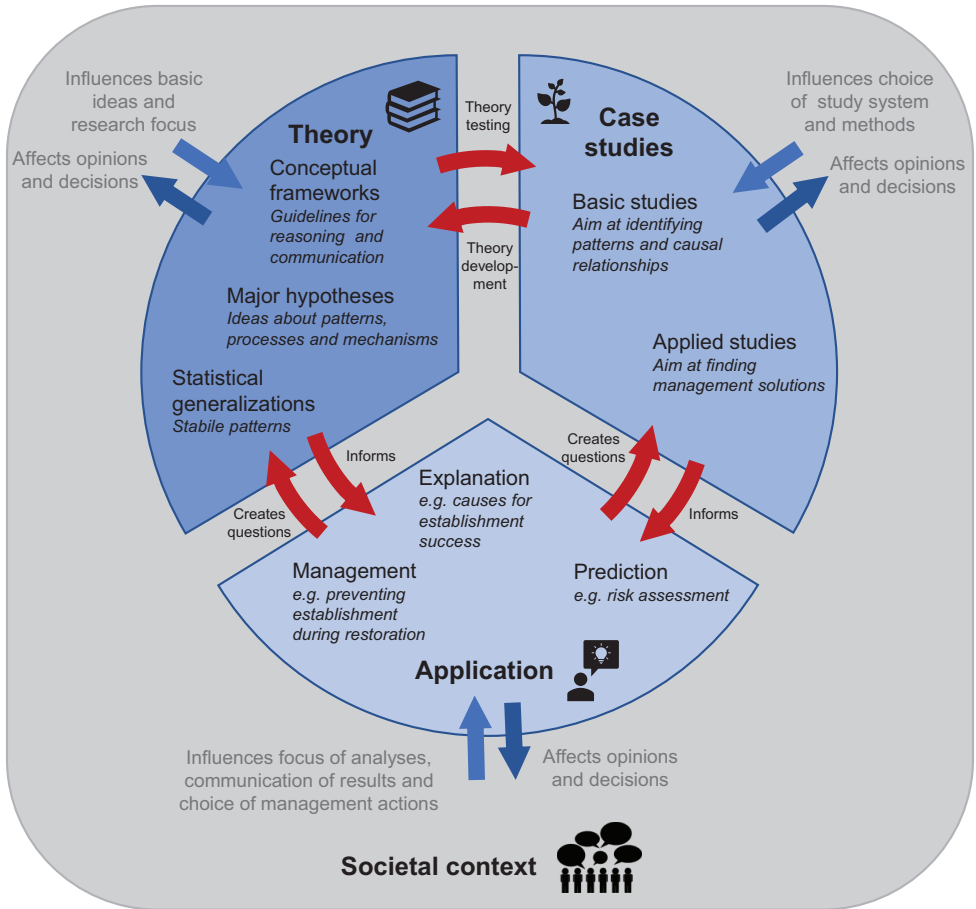 Influences basic
ideas and
research focus
Affects opinions
and decisions
Theory
Conceptual
frameworks
Guidelines for
reasoning and
communication
Major hypotheses
Ideas about patterns,
processes and mechanisms
Statistical
generalizations
Stabile patterns
Theory
testing
Theory
develop-
ment
Case
studies
Basic studies
Aim at identifying
patterns and causal
relationships
Applied studies
Aim at finding
management solutions
Influences choice
of study system
and methods
Affects opinions
and decisions
Informs
Creates
questions
Creates
questions
Informs
Explanation
e.g. causes for
establishment
success
Management
e.g. preventing
establishment
during restoration
Prediction
e.g. risk assessment
Application
Influences focus of analyses,
communication of results and
choice of management actions
Affects opinions
and decisions
Societal context